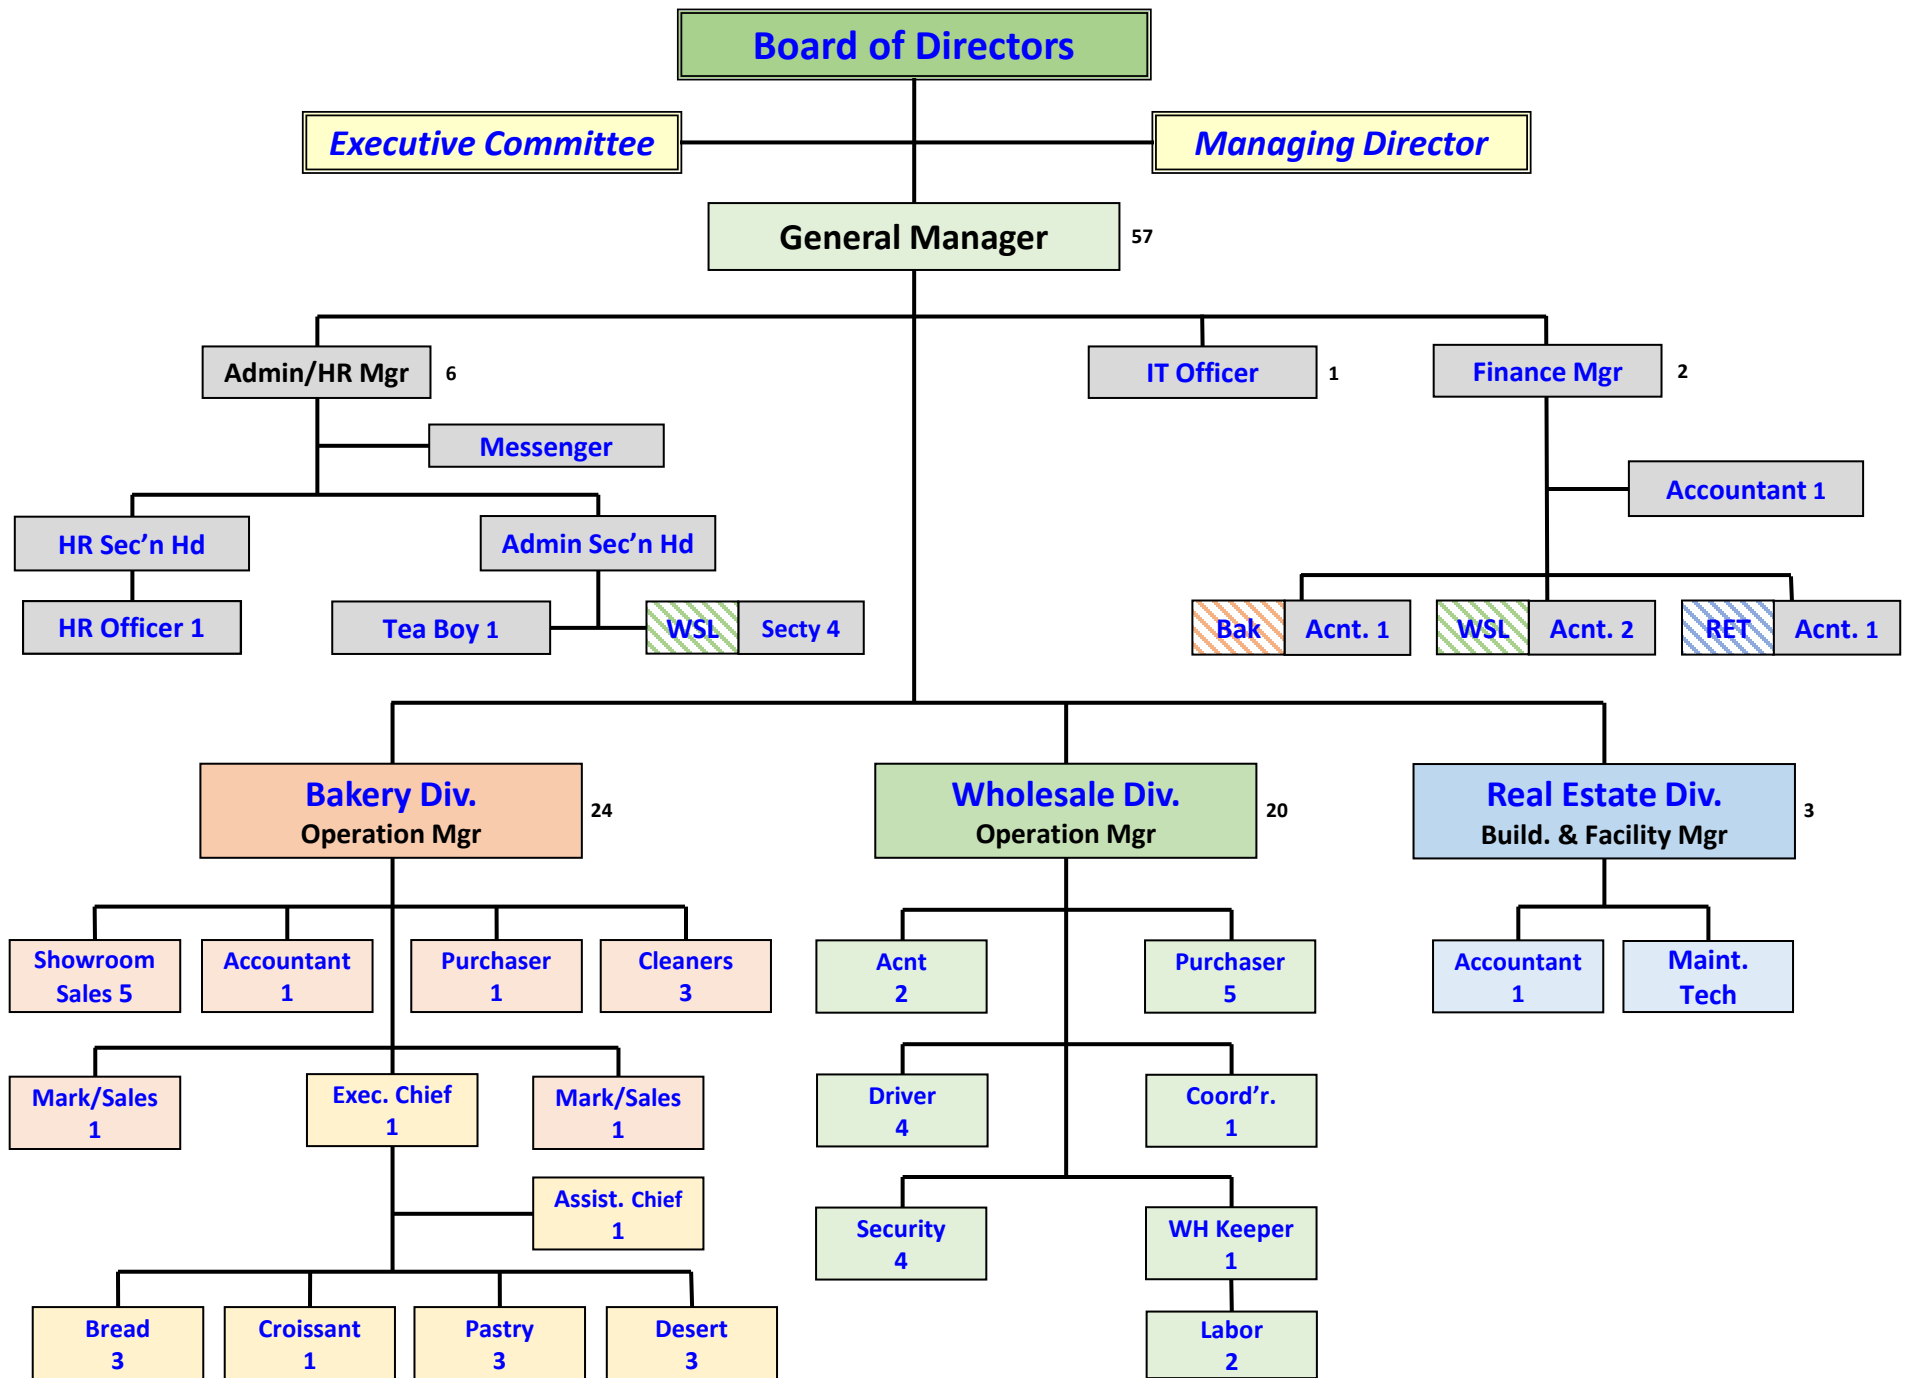 Board of Directors
Executive Committee
Managing Director
General Manager
57
Admin/HR Mgr
6
IT Officer
1
Finance Mgr
2
Messenger
Accountant 1
HR Sec’n Hd
Admin Sec’n Hd
HR Officer 1
Tea Boy 1
WSL
Secty 4
Bak
Acnt. 1
WSL
Acnt. 2
RET
Acnt. 1
Bakery Div.
Operation Mgr
24
Wholesale Div.
Operation Mgr
20
Real Estate Div.
Build. & Facility Mgr
3
Showroom
Sales 5
Accountant
1
Purchaser
1
Cleaners
3
Acnt
2
Purchaser
5
Accountant
1
Maint.
Tech
Mark/Sales
1
Exec. Chief
1
Mark/Sales
1
Driver
4
Coord’r.
1
Assist. Chief
1
Security
4
WH Keeper
1
Bread
3
Croissant
1
Pastry
3
Desert
3
Labor
2